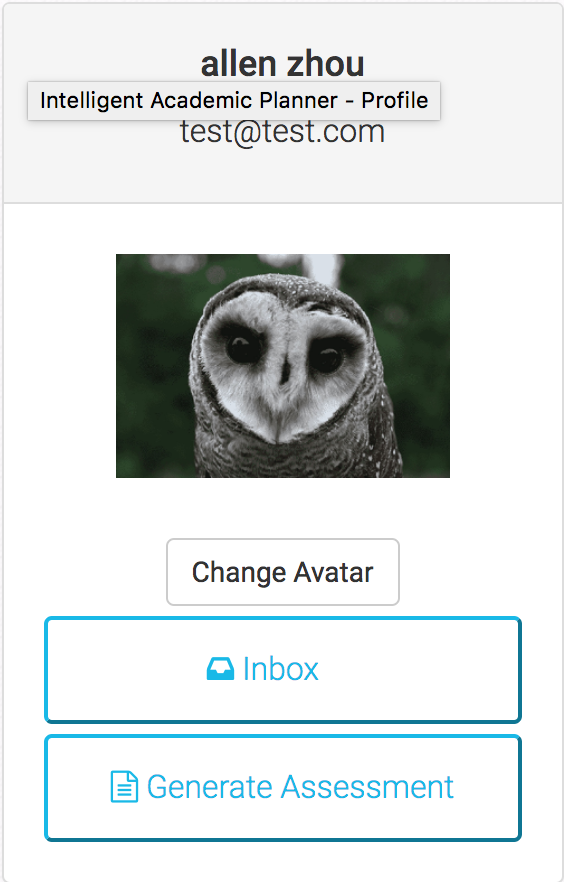 allen zhou
Intelligent Academic Planner - Profile
test@test.com
Change Avatar
Inbox
Generate Assessment